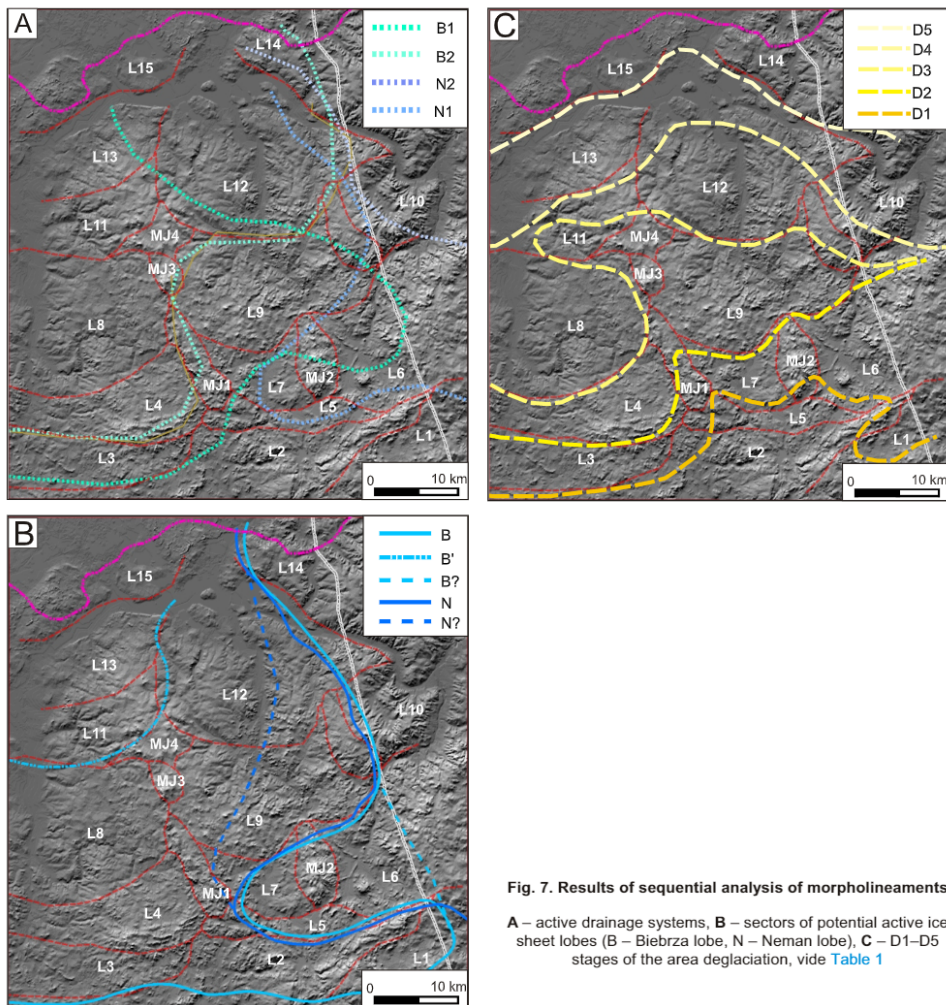 A
L14
L15
B1
B2
N2
N1
L13
L12
L10
L11
MJ4
MJ3
L9
L8
MJ1
L7
MJ2
L6
L4
L5
L1
L3
L2
0 10 km
C
L14
L15
D5
D4
D3
D2
D1
L13
L12
L10
L11
MJ4
MJ3
L9
L8
MJ2
MJ1
L7
L6
L4
L5
L1
L3
L2
0 10 km
B
L14
L15
B
B'
B?
N
N?
L13
L12
L10
L11
MJ4
MJ3
L9
L8
MJ2
L6
MJ1
L7
L4
L5
L1
L3
L2
0 10 km
Fig. 7. Results of sequential analysis of morpholineaments
A – active drainage systems, B – sectors of potential active ice
sheet lobes (B – Biebrza lobe, N – Neman lobe), C – D1–D5
stages of the area deglaciation, vide Table 1